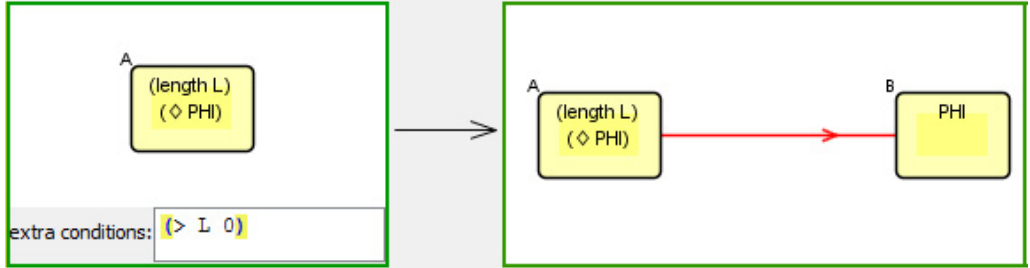 A
(length L)
(◇ PHI)
extra conditions: (> L 0)
A
(length L)
(◇ PHI)
B
PHI